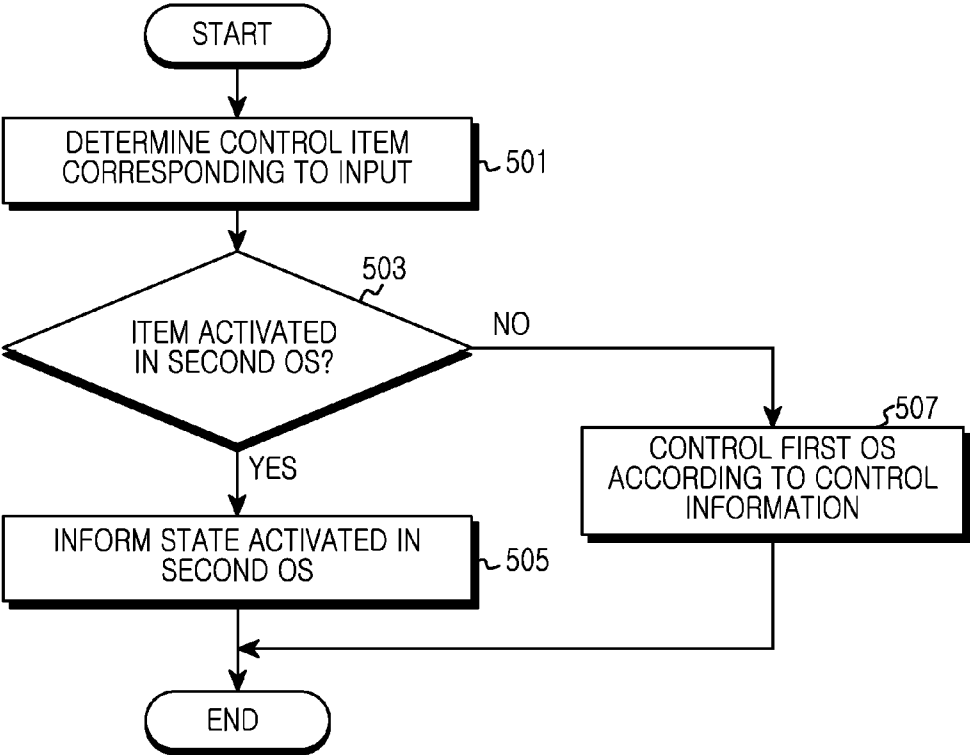 START
DETERMINE CONTROL ITEM
CORRESPONDING TO INPUT
501
503
ITEM ACTIVATED
IN SECOND OS?
NO
YES
507
CONTROL FIRST OS
ACCORDING TO CONTROL
INFORMATION
INFORM STATE ACTIVATED IN
SECOND OS
505
END